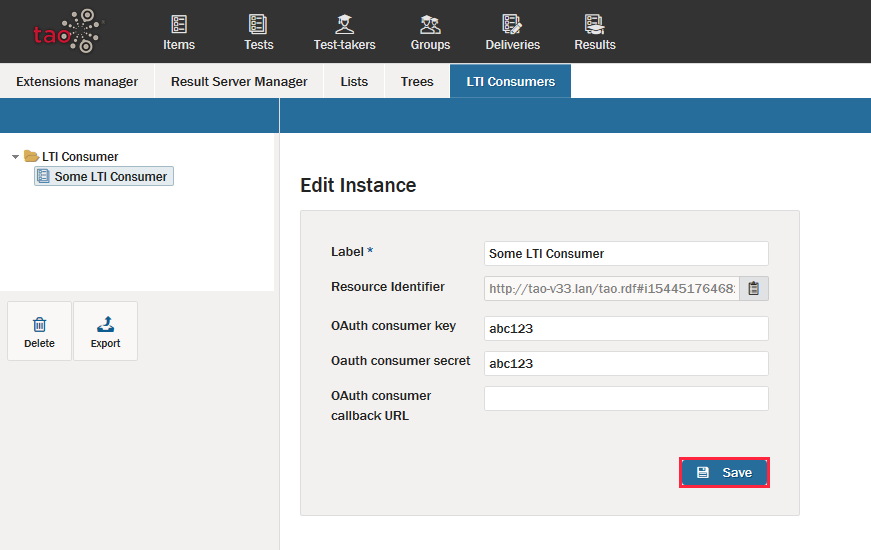 tao
Items
Tests
Test-takers
Groups
Deliveries
Results
Extensions manager
Result Server Manager
Lists
Trees
LTI Consumers
LTI Consumer
Some LTI Consumer
Delete
Export
Edit Instance
Label *
Some LTI Consumer
Resource Identifier
http://tao-v33.lan/tao.rdf#i15445176468
OAuth consumer key
abc123
Oauth consumer secret
abc123
OAuth consumer
callback URL
Save